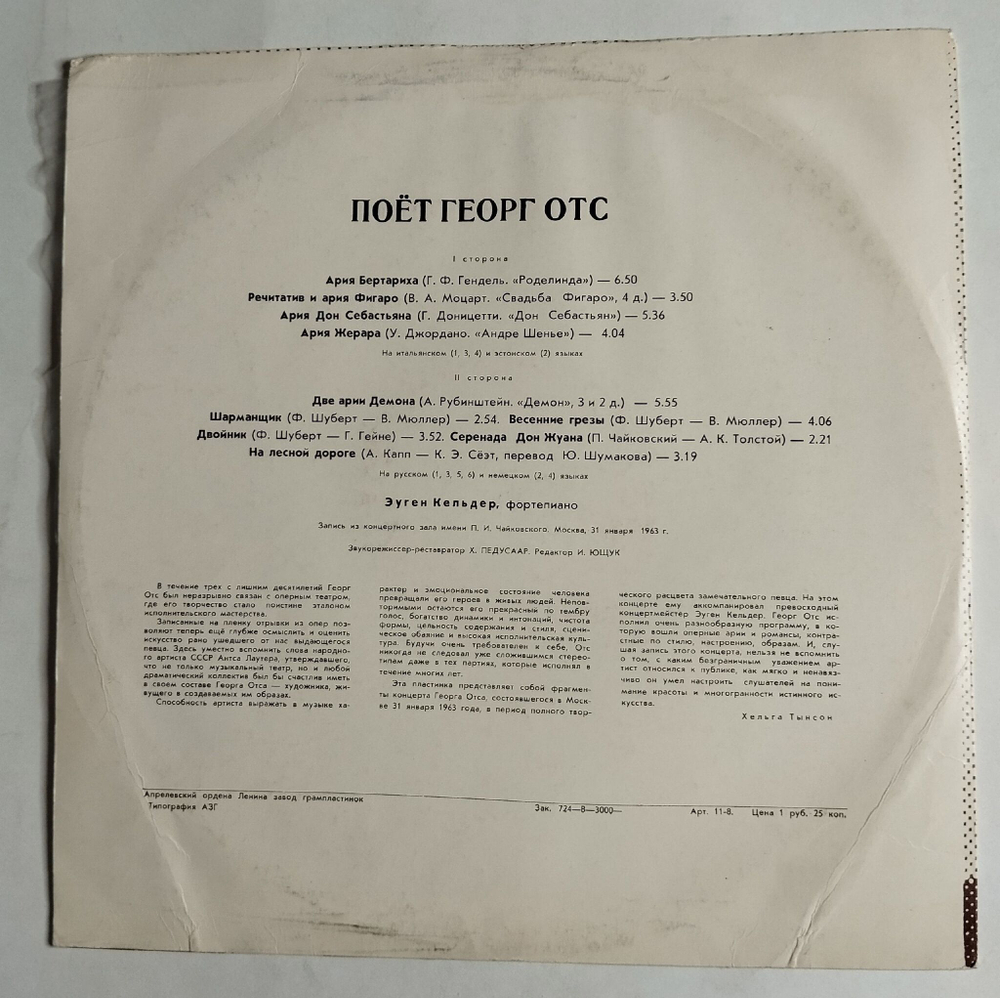 ПОЁТ ГЕОРГ ОТС
I сторона
Ария Бертариха (Г. Ф. Гендель. «Роделинда») — 6.50
Речитатив и ария Фигаро (В. А. Моцарт. «Свадьба Фигаро», 4 д.) — 3.50
Ария Дон Себастьяна (Г. Доницетти. «Дон Себастьян») — 5.36
Ария Жерара (У. Джордано. «Андре Шенье») — 4.04
На итальянском (1, 3, 4) и эстонском (2) языках
II сторона
Две арии Демона (А. Рубинштейн. «Демон», 3 и 2 д.) — 5.55
Шарманщик (Ф. Шуберт — В. Мюллер) — 2.54. Весенние грезы (Ф. Шуберт — В. Мюллер) — 4.06
Двойник (Ф. Шуберт — Г. Гейне) — 3.52. Серенада Дон Жуана (П. Чайковский — А. К. Толстой) — 2.21
На лесной дороге (А. Капп — К. Э. Сёэт, перевод Ю. Шумакова) — 3.19
На русском (1, 3, 5, 6) и немецком (2, 4) языках
Эуген Кельдер, фортепиано
Запись из концертного зала имени П. И. Чайковского. Москва, 31 января 1963 г.
Звукорежиссер-реставратор Х. ПЕДУСААР. Редактор И. ЮЩУК
В течение трех с лишним десятилетий Георг
Отс был неразрывно связан с оперным театром,
где его творчество стало поистине эталоном
исполнительского мастерства.
Записанные на пленку отрывки из опер поз-
воляют теперь ещё глубже осмыслить и оценить
искусство рано ушедшего от нас выдающегося
певца. Здесь уместно вспомнить слова народно-
го артиста СССР Антса Лаутера, утверждавшего,
что не только музыкальный театр, но и любой
драматический коллектив был бы счастлив иметь
в своем составе Георга Отса — художника, жи-
вущего в создаваемых им образах.
Способность артиста выражать в музыке ха-
рактер и эмоциональное состояние человека
превращали его героев в живых людей. Непов-
торимыми остаются его прекрасный по тембру
голос, богатство динамики и интонаций, чистота
формы, цельность содержания и стиля, сцени-
ческое обаяние и высокая исполнительская куль-
тура. Будучи очень требователен к себе, Отс
никогда не следовал уже сложившимся стерео-
типам даже в тех партиях, которые исполнял в
течение многих лет.
Эта пластинка представляет собой фрагмен-
ты концерта Георга Отса, состоявшегося в Моск-
ве 31 января 1963 года, в период полного твор-
ческого расцвета замечательного певца. На этом
концерте ему аккомпанировал превосходный
концертмейстер Эуген Кельдер. Георг Отс ис-
полнил очень разнообразную программу, в ко-
торую вошли оперные арии и романсы, контра-
стные по стилю, настроению, образам. И, слу-
шая запись этого концерта, нельзя не вспомнить
о том, с каким безграничным уважением ар-
тист относился к публике, как мягко и ненавяз-
чиво он умел настроить слушателей на пони-
мание красоты и многогранности истинного ис-
кусства.
Хельга Тынсон
Апрелевский ордена Ленина завод грампластинок
Типография АЗГ
Зак. 724—В—3000—
Арт. 11-8. Цена 1 руб. 25 коп.